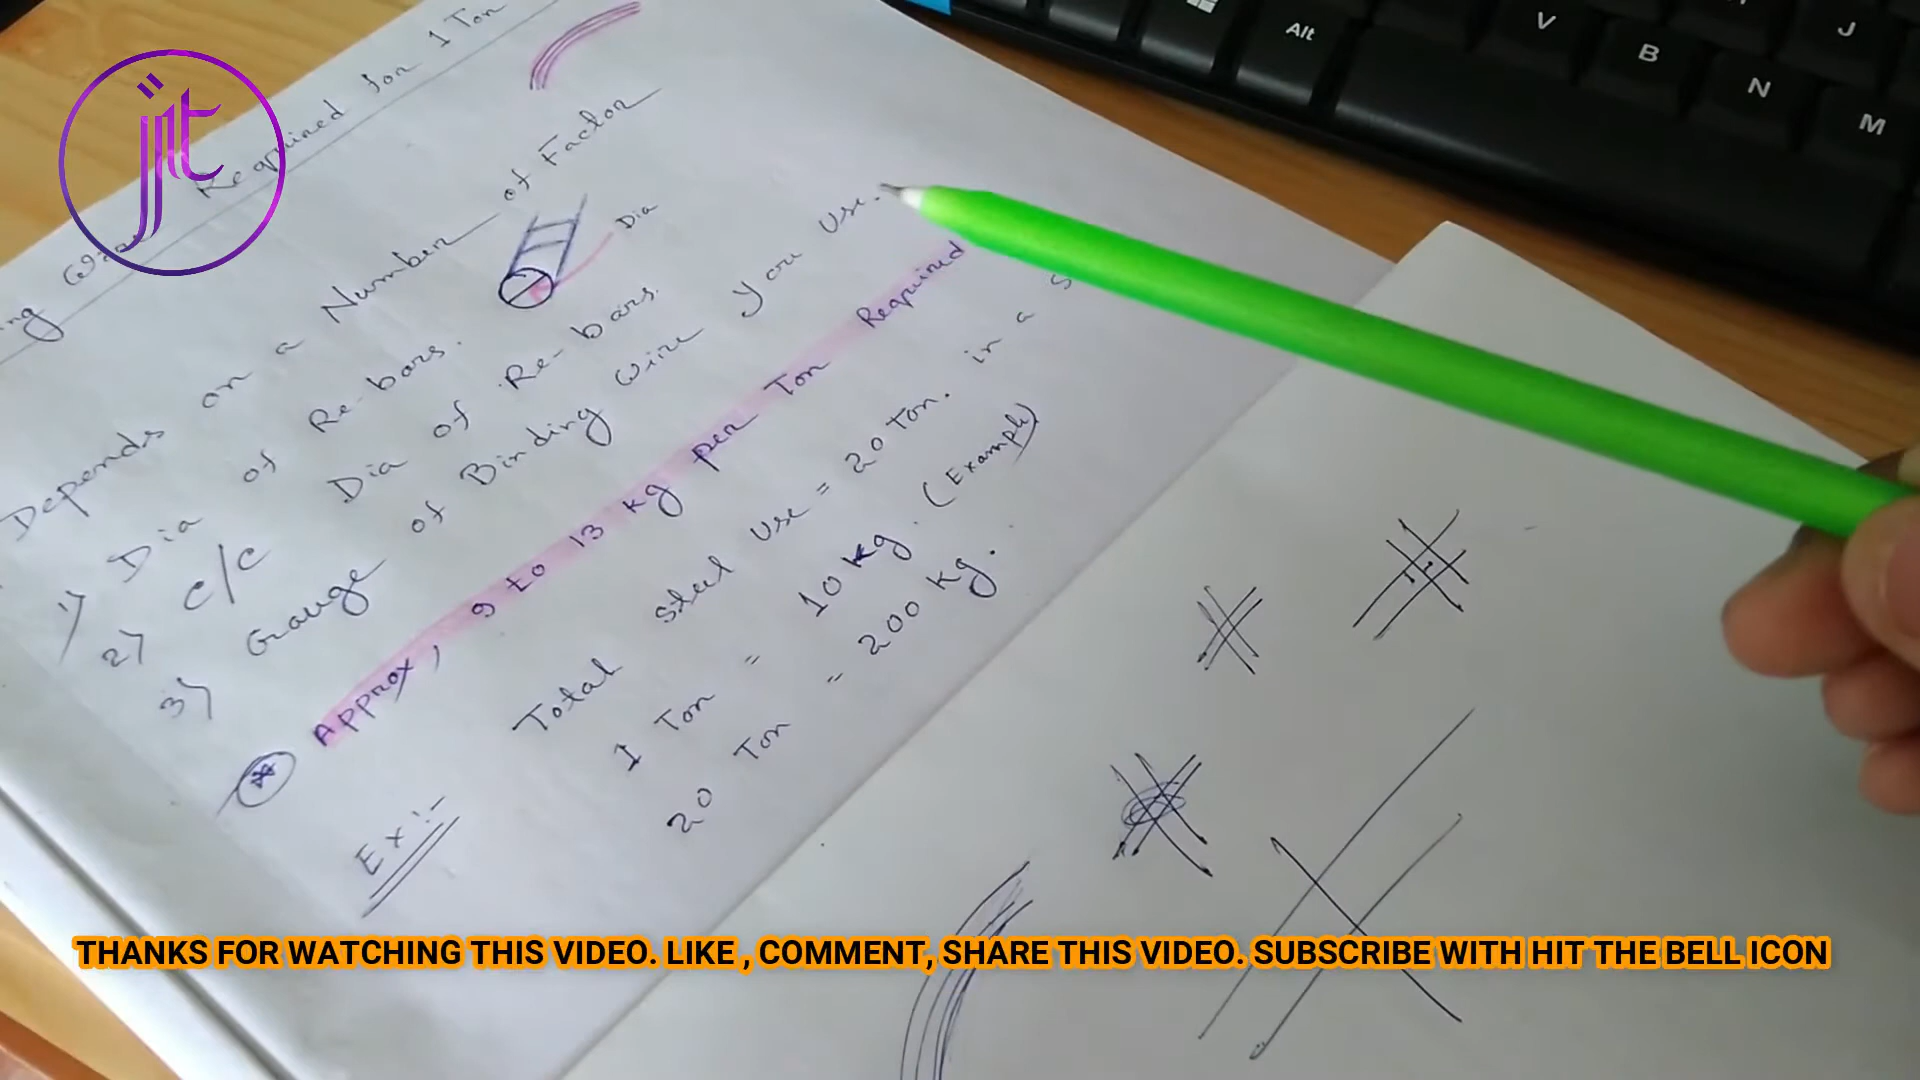 jit
Required for 1 Ton
Depends on a Number of Factor
1) Dia of Re-bars.
Dia
2) c/c Dia of Re-bars.
3) Gauge of Binding wire you use.
* Approx, 9 to 13 kg per Ton Required
Ex:- Total steel use = 20 Ton. in a
1 Ton = 10 kg. (Example)
20 Ton = 200 kg.
Alt
V
B
N
M
J
THANKS FOR WATCHING THIS VIDEO. LIKE , COMMENT, SHARE THIS VIDEO. SUBSCRIBE WITH HIT THE BELL ICON